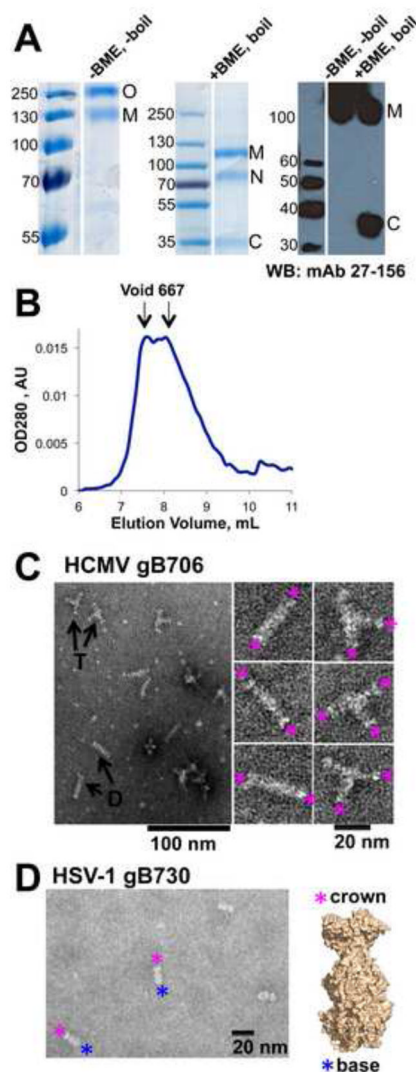 A
-BME, -boil
250
130
100
70
55
O
M
+BME, boil
250
130
100
70
55
35
M
N
C
-BME, -boil
+BME, boil
100
60
50
40
30
M
C
WB: mAb 27-156
B
Void 667
OD280 , AU
0.015
0.005
0
6 7 8 9 10 11
Elution Volume, mL
C HCMV gB706
T
D
100 nm
20 nm
D HSV-1 gB730
* * 
* *
20 nm
* crown
* base